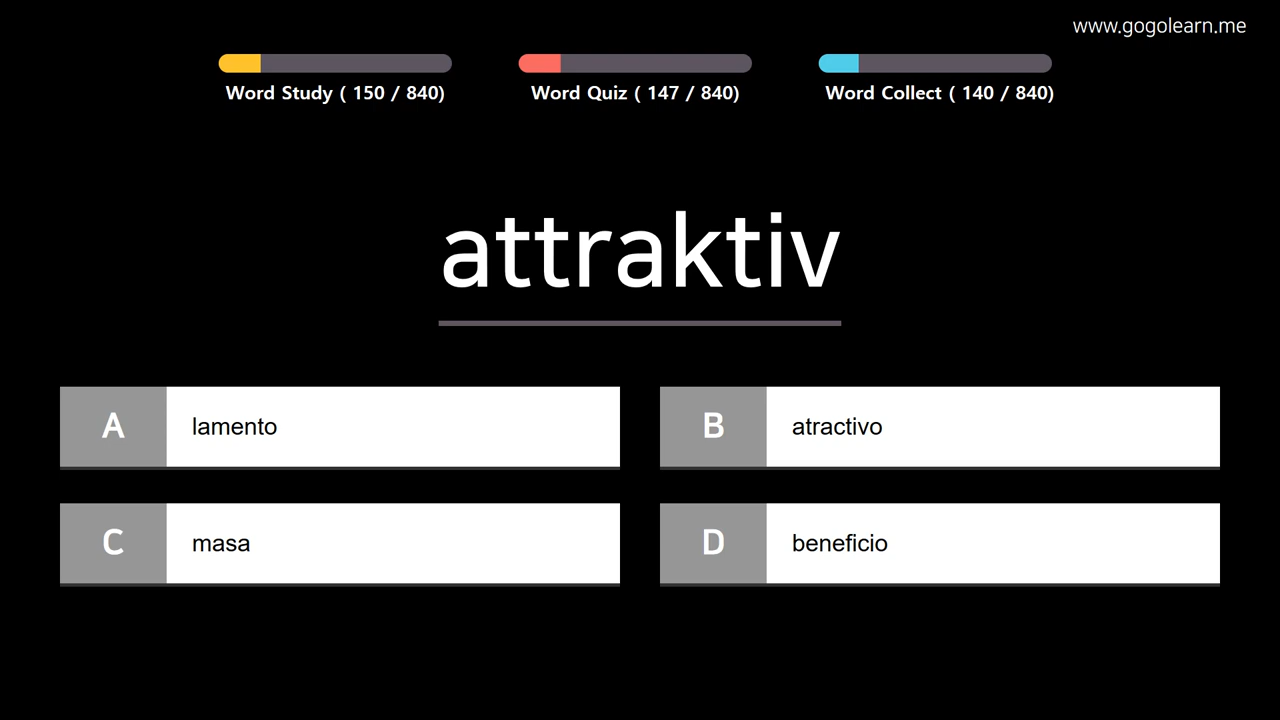 www.gogolearn.me
Word Study ( 150 / 840)
Word Quiz ( 147 / 840)
Word Collect ( 140 / 840)
attraktiv
A lamento
B atractivo
C masa
D beneficio